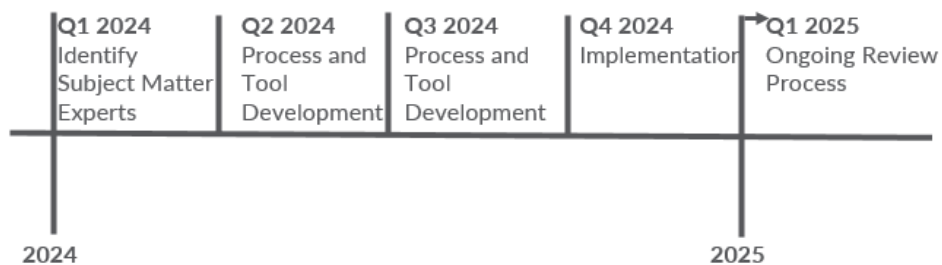 Q1 2024
Identify
Subject Matter
Experts
Q2 2024
Process and
Tool
Development
Q3 2024
Process and
Tool
Development
Q4 2024
Implementation
Q1 2025
Ongoing Review
Process
2024
2025